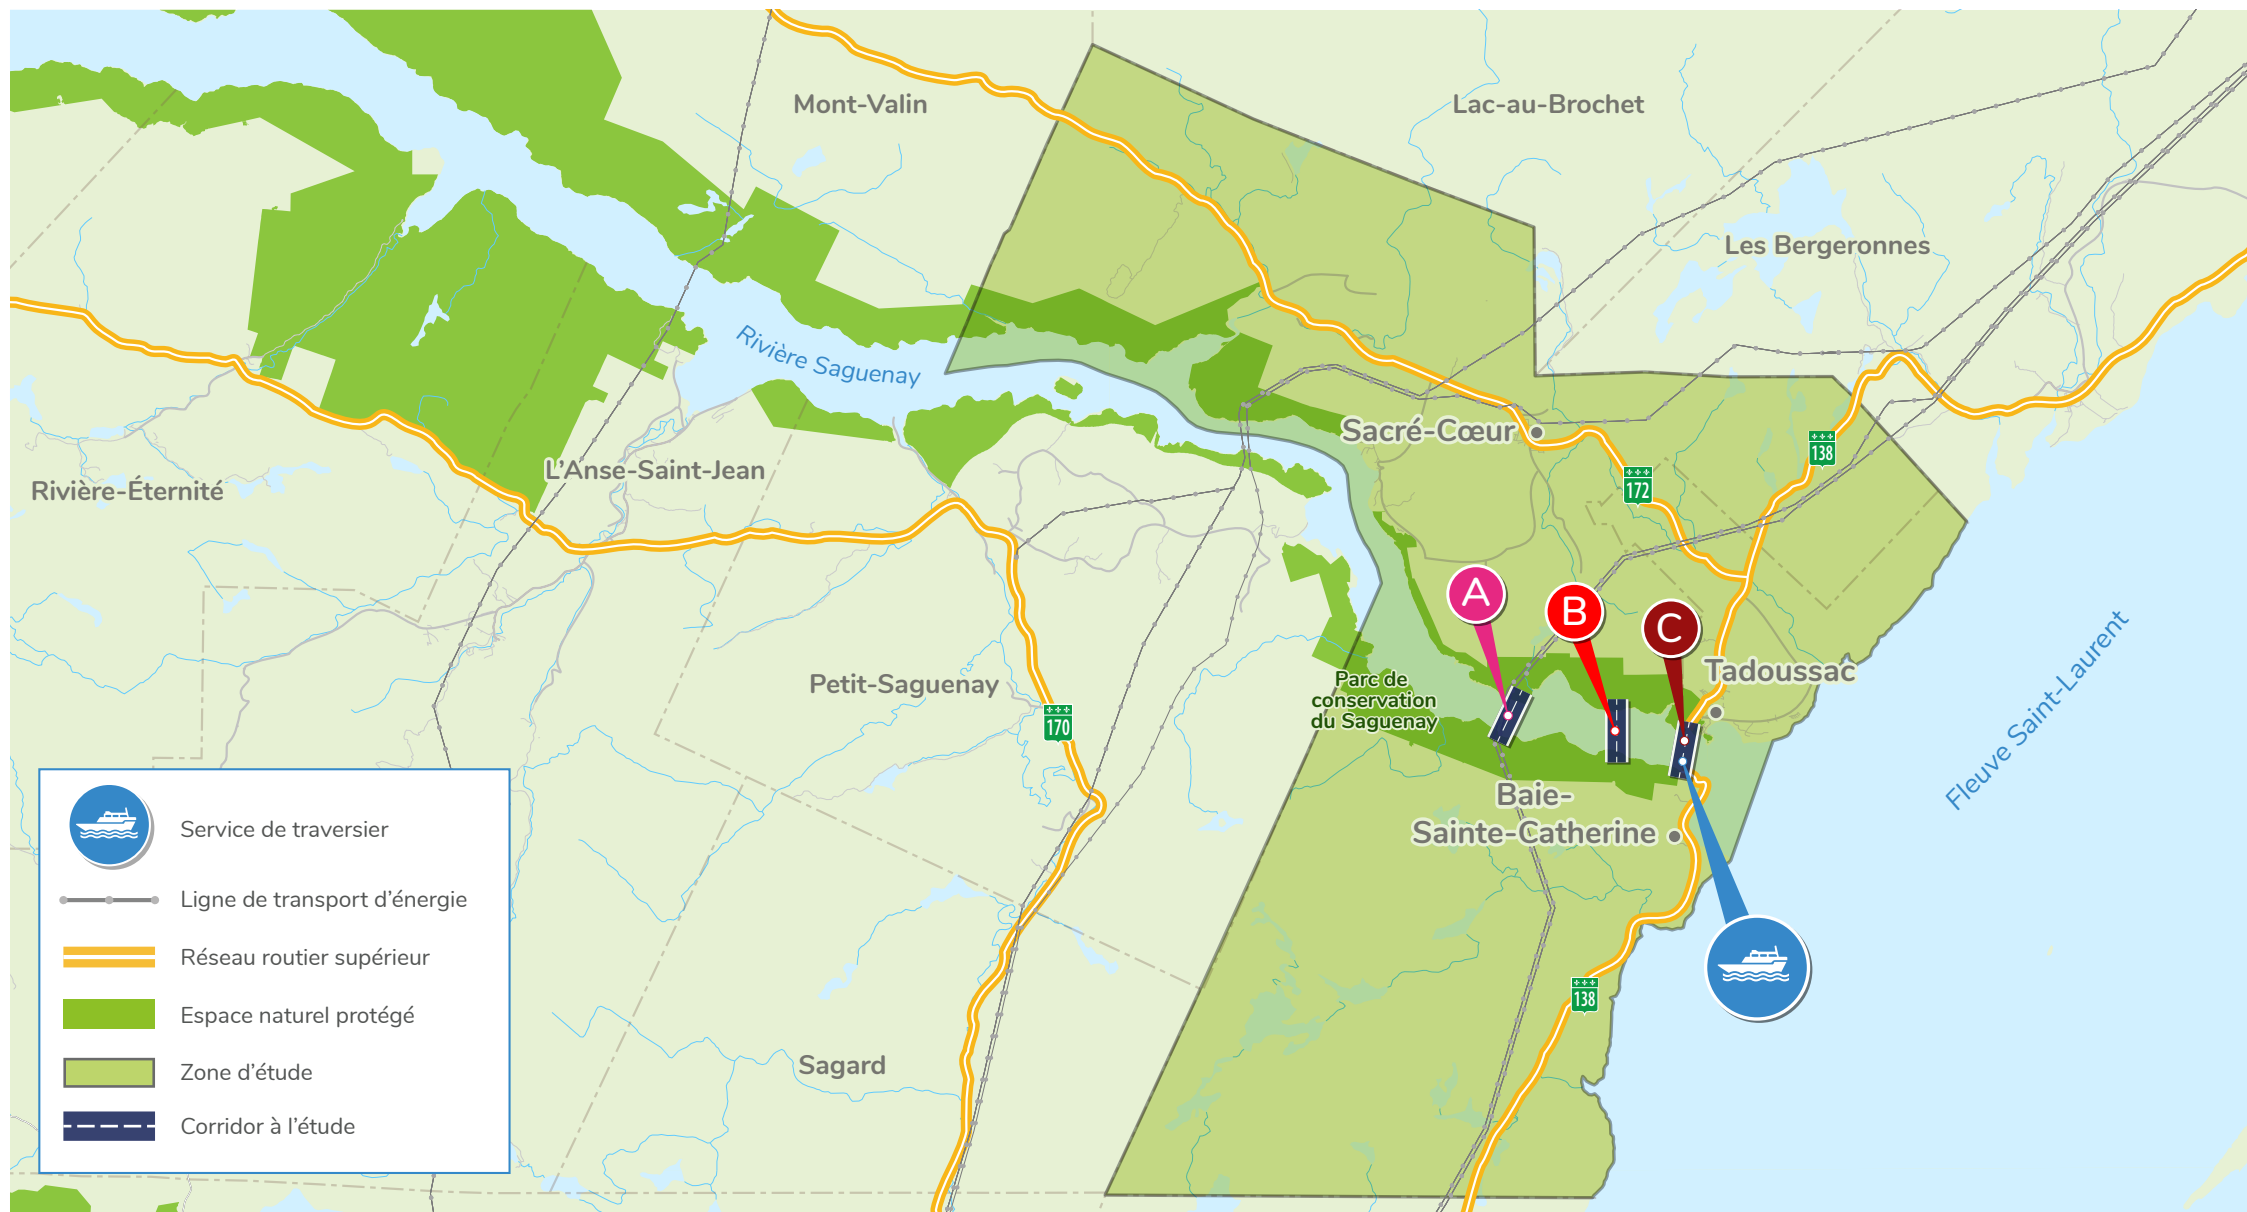 Mont-Valin
Lac-au-Brochet
Les Bergeronnes
Rivière Saguenay
Sacré-Cœur
138
172
L'Anse-Saint-Jean
Rivière-Éternité
A
B
C
Tadoussac
Parc de
conservation
du Saguenay
Petit-Saguenay
170
Fleuve Saint-Laurent
Baie-
Sainte-Catherine
138
Sagard
Service de traversier
Ligne de transport d'énergie
Réseau routier supérieur
Espace naturel protégé
Zone d'étude
Corridor à l'étude